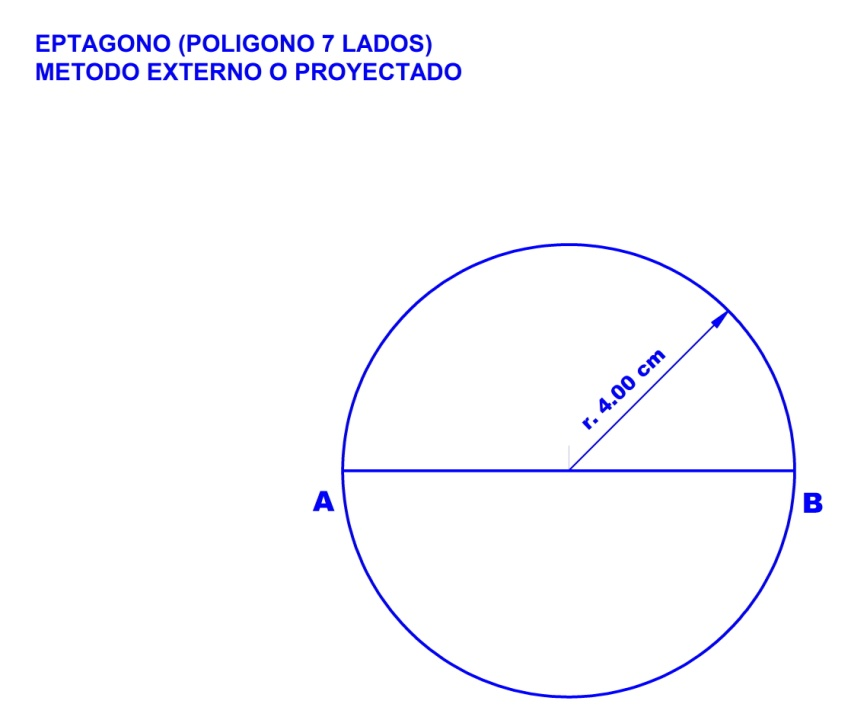 EPTAGONO (POLIGONO 7 LADOS)
METODO EXTERNO O PROYECTADO
r. 4.00 cm
A
B